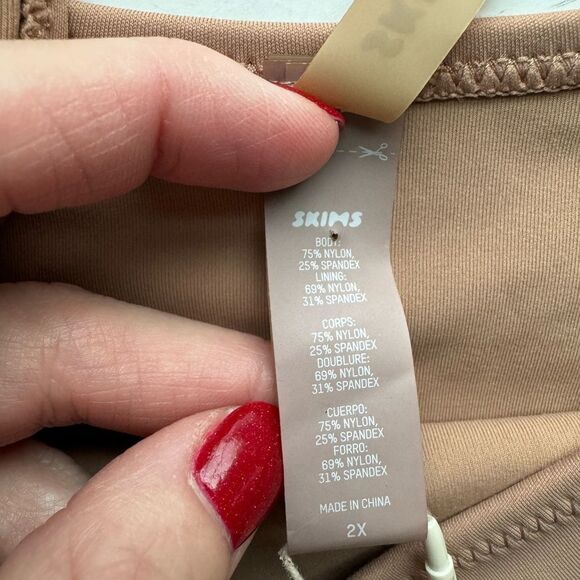 SKIMS
SKIMS
BODY:
75% NYLON,
25% SPANDEX
LINING:
69% NYLON,
31% SPANDEX
CORPS:
75% NYLON,
25% SPANDEX
DOUBLURE:
69% NYLON,
31% SPANDEX
CUERPO:
75% NYLON,
25% SPANDEX
FORRO:
69% NYLON,
31% SPANDEX
MADE IN CHINA
2X